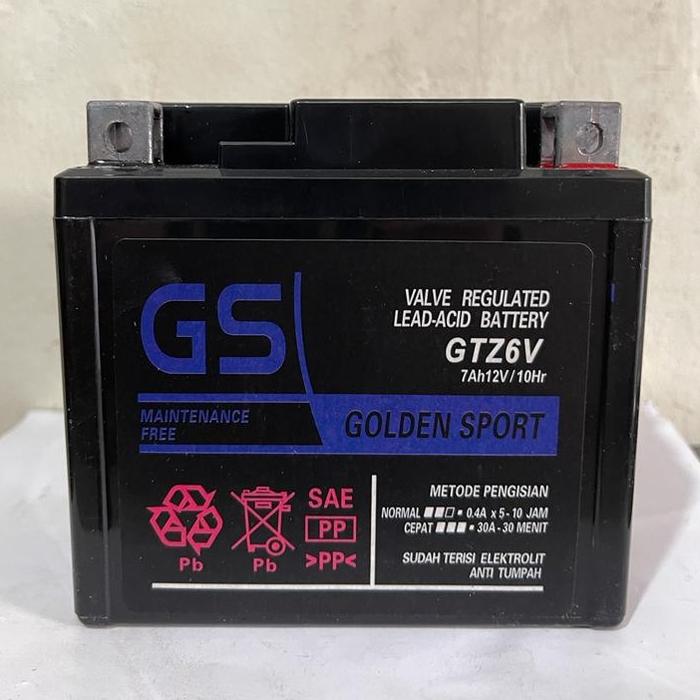 GS
VALVE REGULATED
LEAD-ACID BATTERY
GTZ6V
7Ah12V/10Hr
MAINTENANCE
FREE
GOLDEN SPORT
Pb
Pb
SAE
PP
>PP<
METODE PENGISIAN
NORMAL ■■□ • 0.4A x 5-10 JAM
CEPAT ■■■ • 30A-30 MENIT
SUDAH TERISI ELEKTROLIT
ANTI TUMPAH